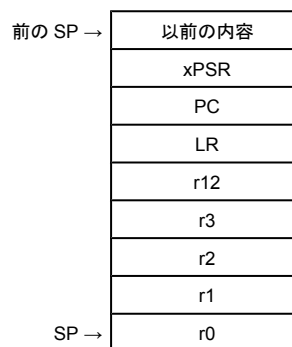 前の SP → 以前の内容
xPSR
PC
LR
r12
r3
r2
r1
SP → r0